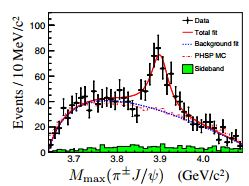 Events / 10 MeV/c²
100
80
60
40
20
0
Data
Total fit
Background fit
PHSP MC
Sideband
3.7 3.8 3.9 4.0
M_max(π^± J/ψ) (GeV/c²)